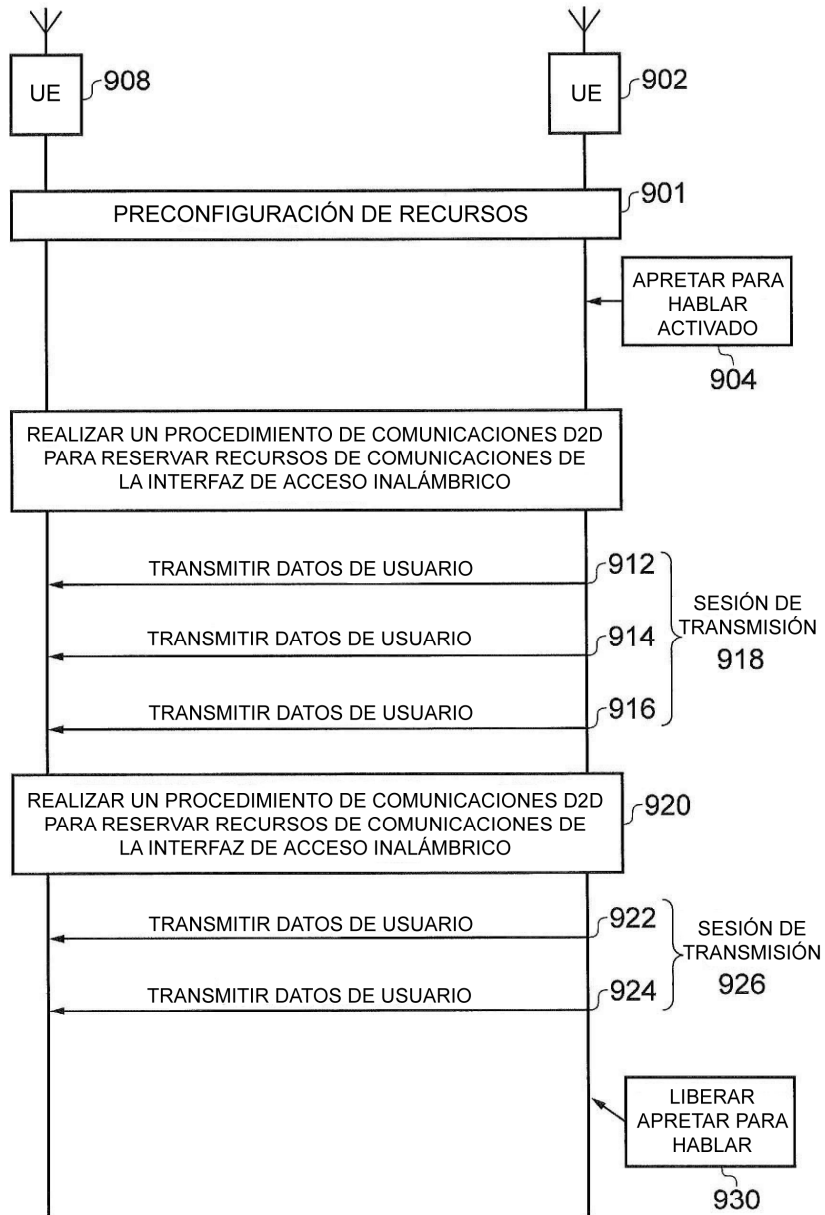 UE
908
UE
902
PRECONFIGURACIÓN DE RECURSOS
901
APRETAR PARA
HABLAR
ACTIVADO
904
REALIZAR UN PROCEDIMIENTO DE COMUNICACIONES D2D
PARA RESERVAR RECURSOS DE COMUNICACIONES DE
LA INTERFAZ DE ACCESO INALÁMBRICO
TRANSMITIR DATOS DE USUARIO
912
TRANSMITIR DATOS DE USUARIO
914
TRANSMITIR DATOS DE USUARIO
916
SESIÓN DE
TRANSMISIÓN
918
REALIZAR UN PROCEDIMIENTO DE COMUNICACIONES D2D
PARA RESERVAR RECURSOS DE COMUNICACIONES DE
LA INTERFAZ DE ACCESO INALÁMBRICO
920
TRANSMITIR DATOS DE USUARIO
922
TRANSMITIR DATOS DE USUARIO
924
SESIÓN DE
TRANSMISIÓN
926
LIBERAR
APRETAR PARA
HABLAR
930